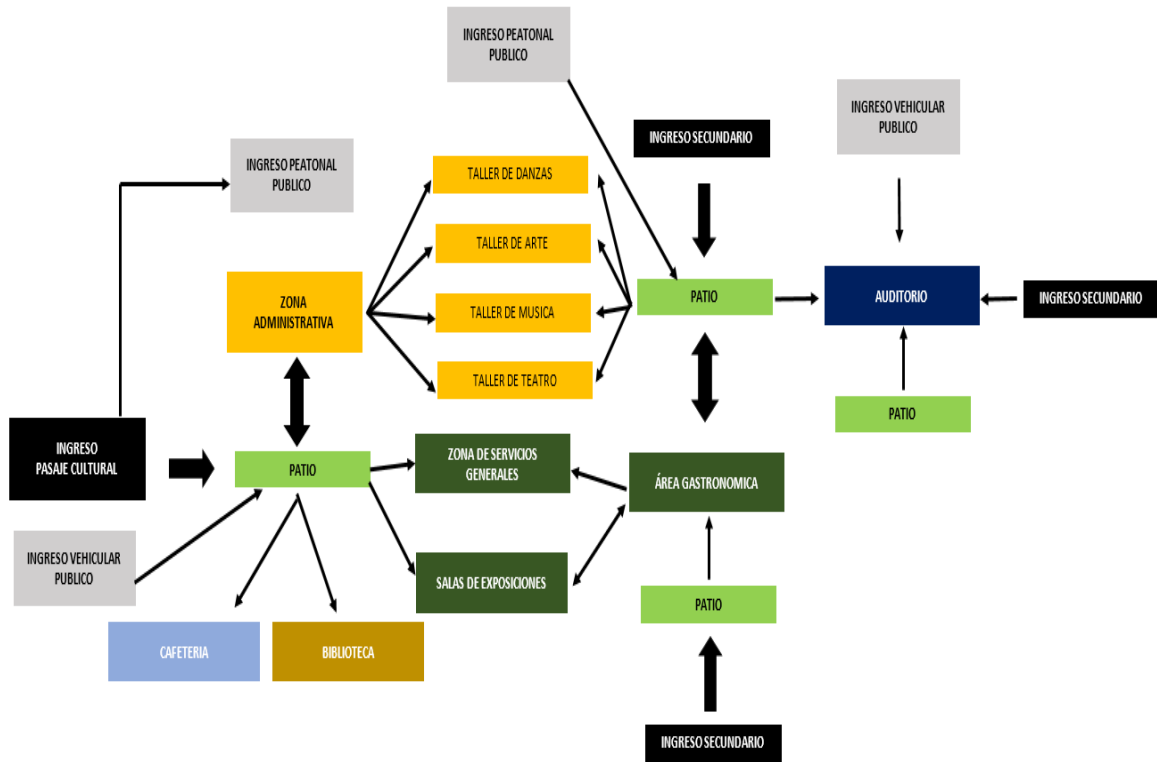 INGRESO PEATONAL
PUBLICO
INGRESO VEHICULAR
PUBLICO
INGRESO SECUNDARIO
INGRESO PEATONAL
PUBLICO
TALLER DE DANZAS
TALLER DE ARTE
ZONA
ADMINISTRATIVA
TALLER DE MUSICA
TALLER DE TEATRO
PATIO
AUDITORIO
INGRESO SECUNDARIO
PATIO
INGRESO
PASAJE CULTURAL
PATIO
ZONA DE SERVICIOS
GENERALES
ÁREA GASTRONOMICA
INGRESO VEHICULAR
PUBLICO
SALAS DE EXPOSICIONES
PATIO
CAFETERIA
BIBLIOTECA
INGRESO SECUNDARIO